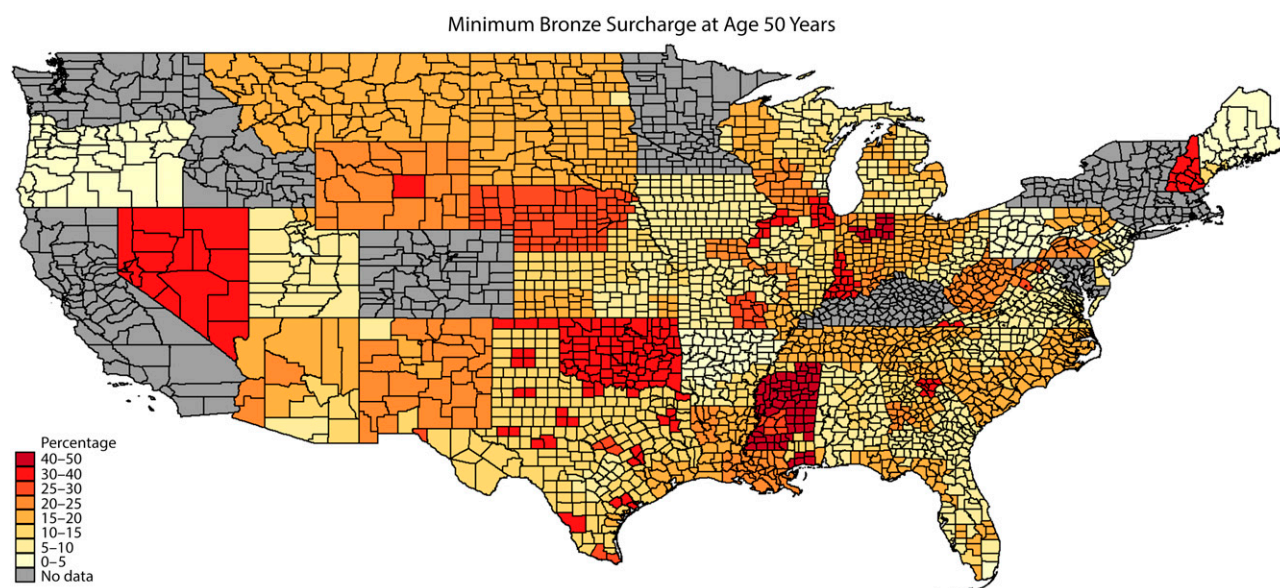 Minimum Bronze Surcharge at Age 50 Years
Percentage
40–50
30–40
25–30
20–25
15–20
10–15
5–10
0–5
No data